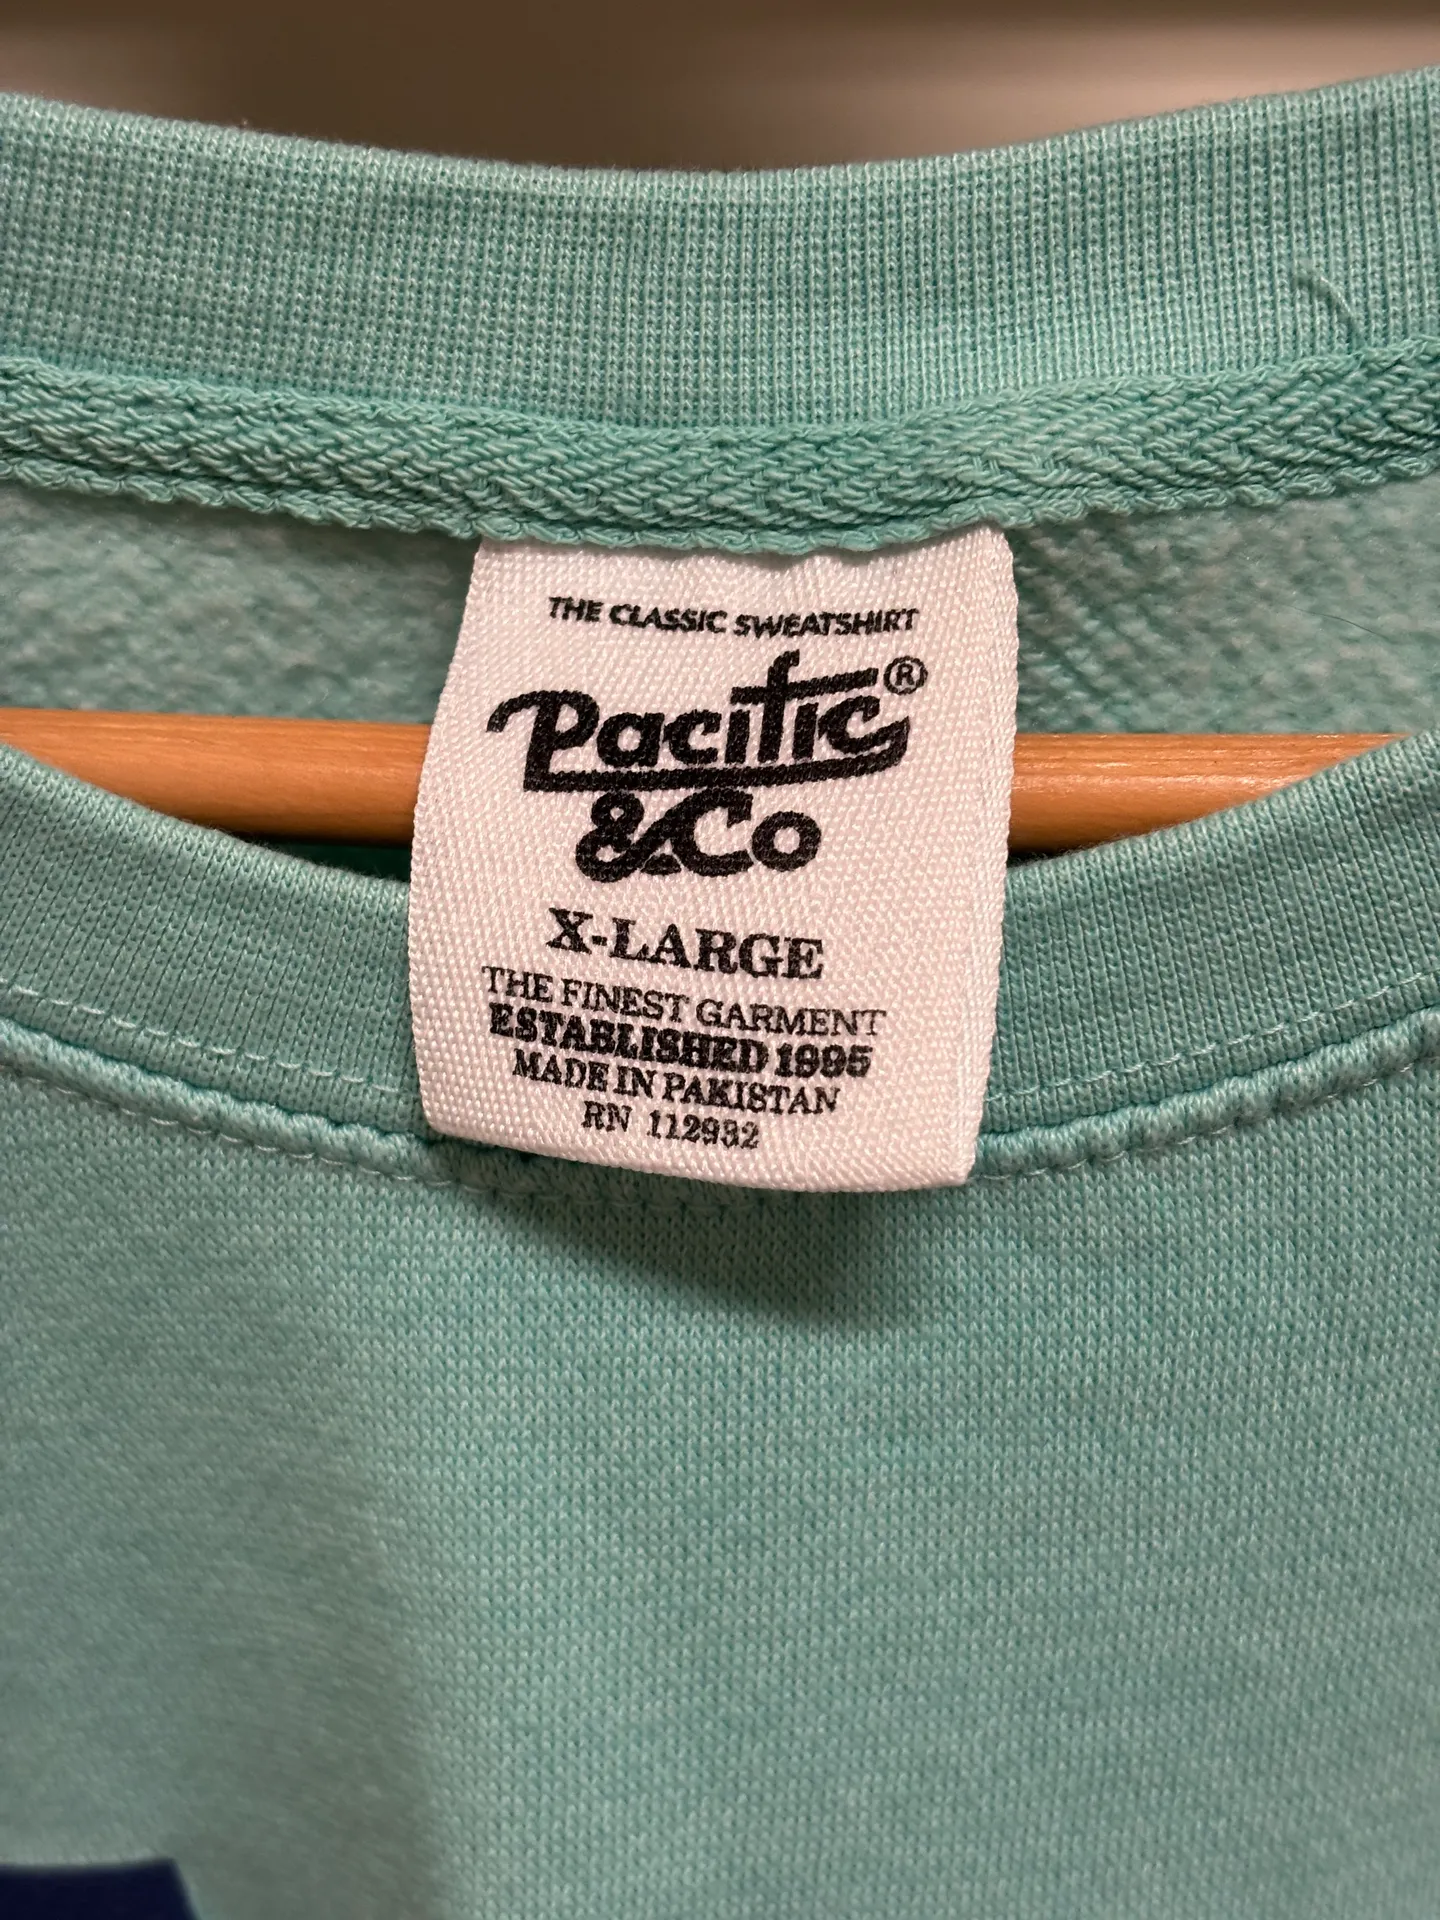 THE CLASSIC SWEATSHIRT
Pacific ®
& Co
X-LARGE
THE FINEST GARMENT
ESTABLISHED 1995
MADE IN PAKISTAN
RN 112932